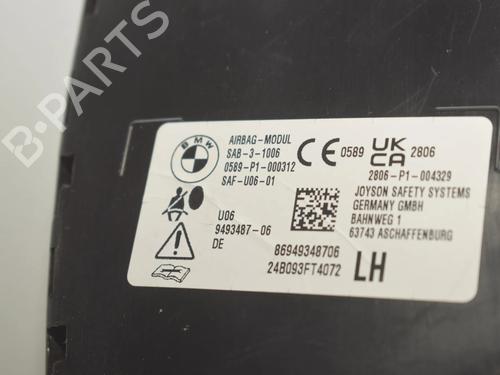 B-PARTS
BMW
AIRBAG-MODUL
SAB-3-1006
0589-P1-000312
SAF-U06-01
CE 0589
UK CA 2806
2806-P1-004329
JOYSON SAFETY SYSTEMS
GERMANY GMBH
BAHNWEG 1
63743 ASCHAFFENBURG
U06
9493487-06
DE
86949348706
24B093FT4072
LH